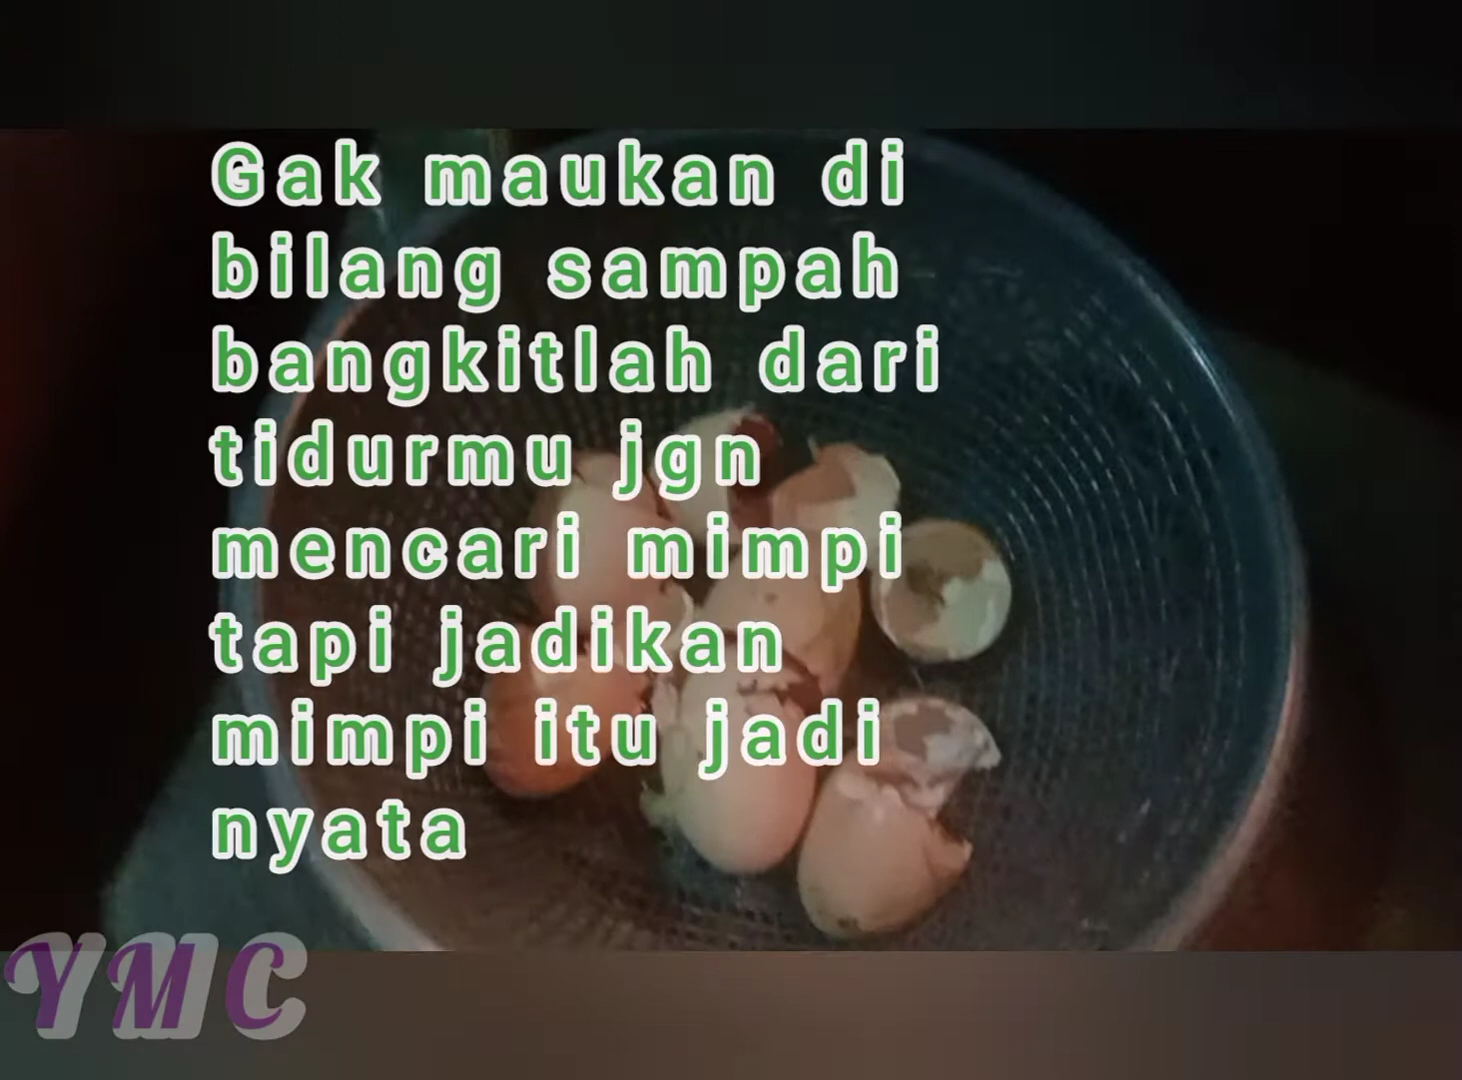 Gak maukan di
bilang sampah
bangkitlah dari
tidurmu jgn
mencari mimpi
tapi jadikan
mimpi itu jadi
nyata
YMC